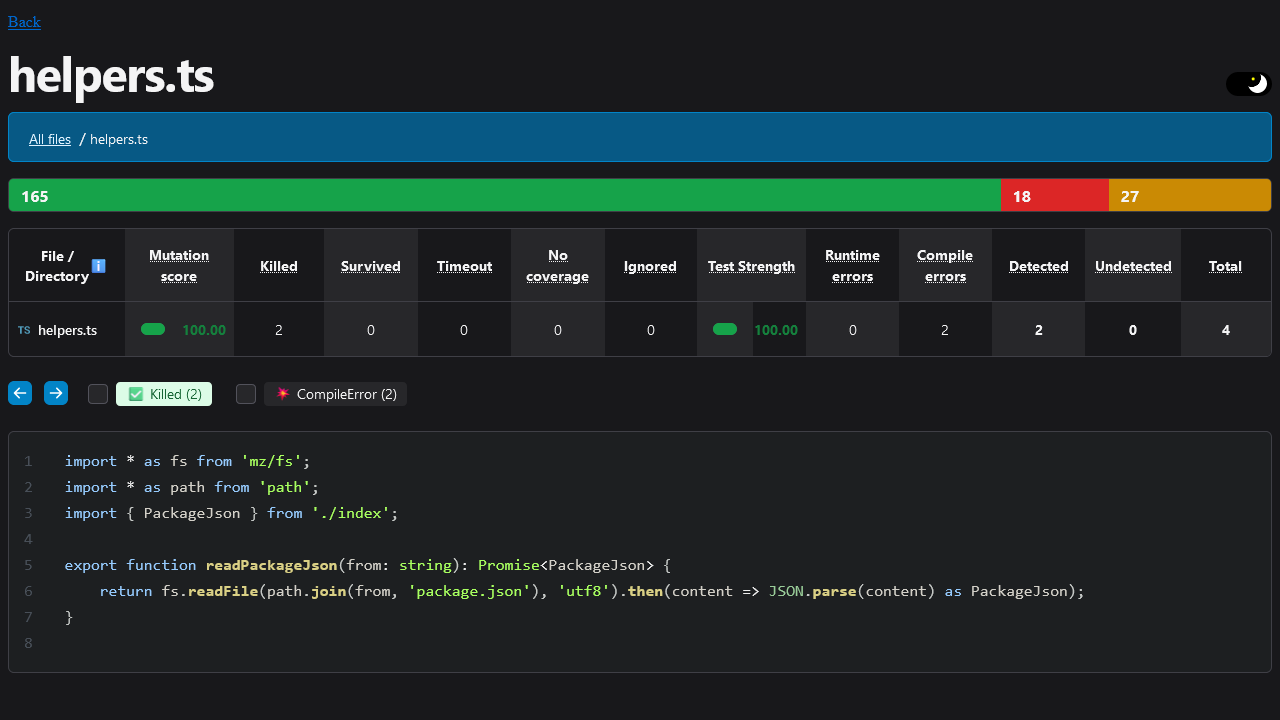 Back
helpers.ts
All files / helpers.ts
165 18 27
File / Directory ℹ️ Mutation score Killed Survived Timeout No coverage Ignored Test Strength Runtime errors Compile errors Detected Undetected Total
TS helpers.ts 100.00 2 0 0 0 0 100.00 0 2 2 0 4
✅ Killed (2) 💥 CompileError (2)
1 import * as fs from 'mz/fs';
2 import * as path from 'path';
3 import { PackageJson } from './index';
4
5 export function readPackageJson(from: string): Promise<PackageJson> {
6     return fs.readFile(path.join(from, 'package.json'), 'utf8').then(content => JSON.parse(content) as PackageJson);
7 }
8